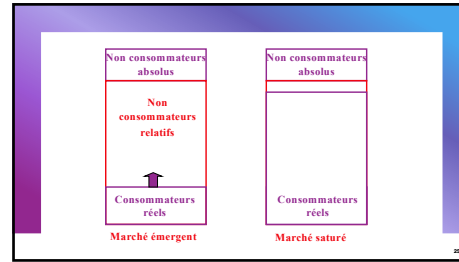 Non consommateurs
absolus
Non
consommateurs
relatifs
Consommateurs
réels
Marché émergent
Non consommateurs
absolus
Consommateurs
réels
Marché saturé